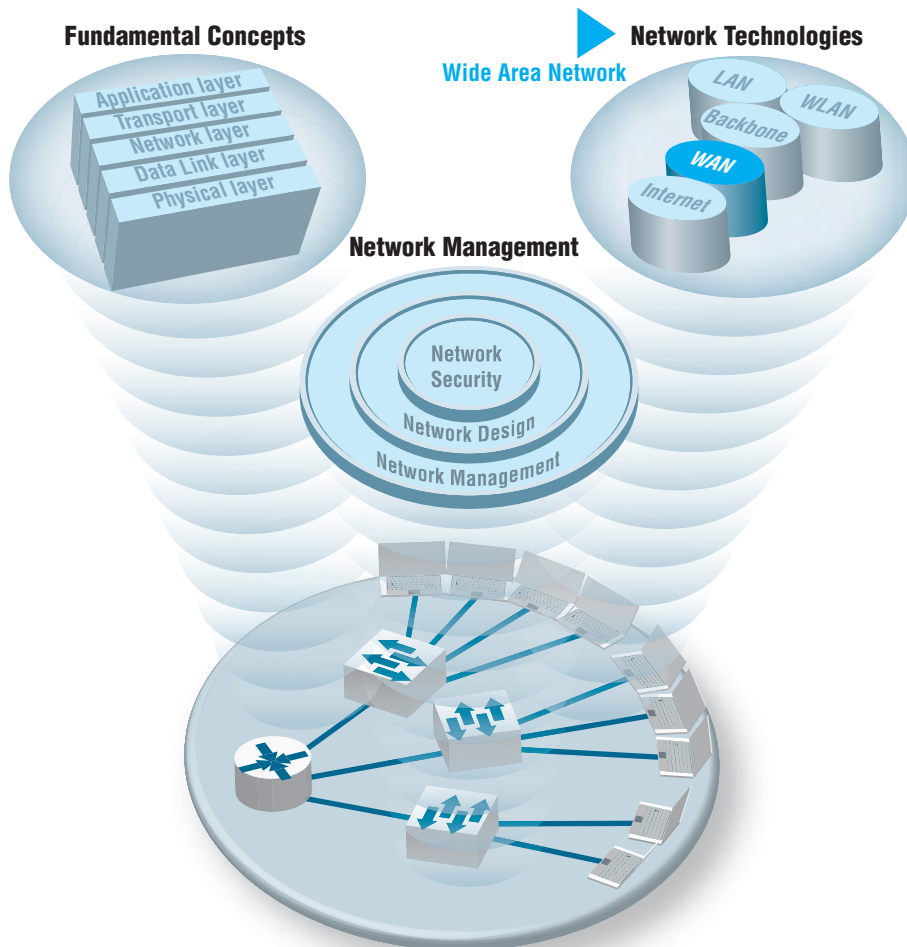 Fundamental Concepts
Application layer
Transport layer
Network layer
Data Link layer
Physical layer
Network Technologies
Wide Area Network
LAN
WLAN
Backbone
WAN
Internet
Network Management
Network
Security
Network Design
Network Management